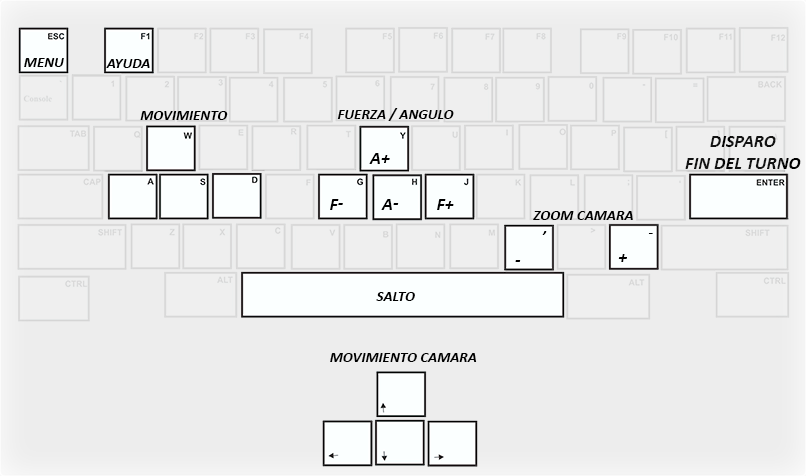 ESC F1 F2 F3 F4 F5 F6 F7 F8 F9 F10 F11 F12
MENU AYUDA
Console 1 2 3 4 5 6 7 8 9 0 - = BACK
MOVIMIENTO FUERZA / ANGULO
TAB Q W E R T Y U I O P [
A+
DISPARO
FIN DEL TURNO
CAP A S D F G H J K L ENTER
F- A- F+
ZOOM CAMARA
SHIFT Z X C V B N M , > - SHIFT
- +
CTRL ALT ALT CTRL
SALTO
MOVIMIENTO CAMARA
↑
← ↓ →